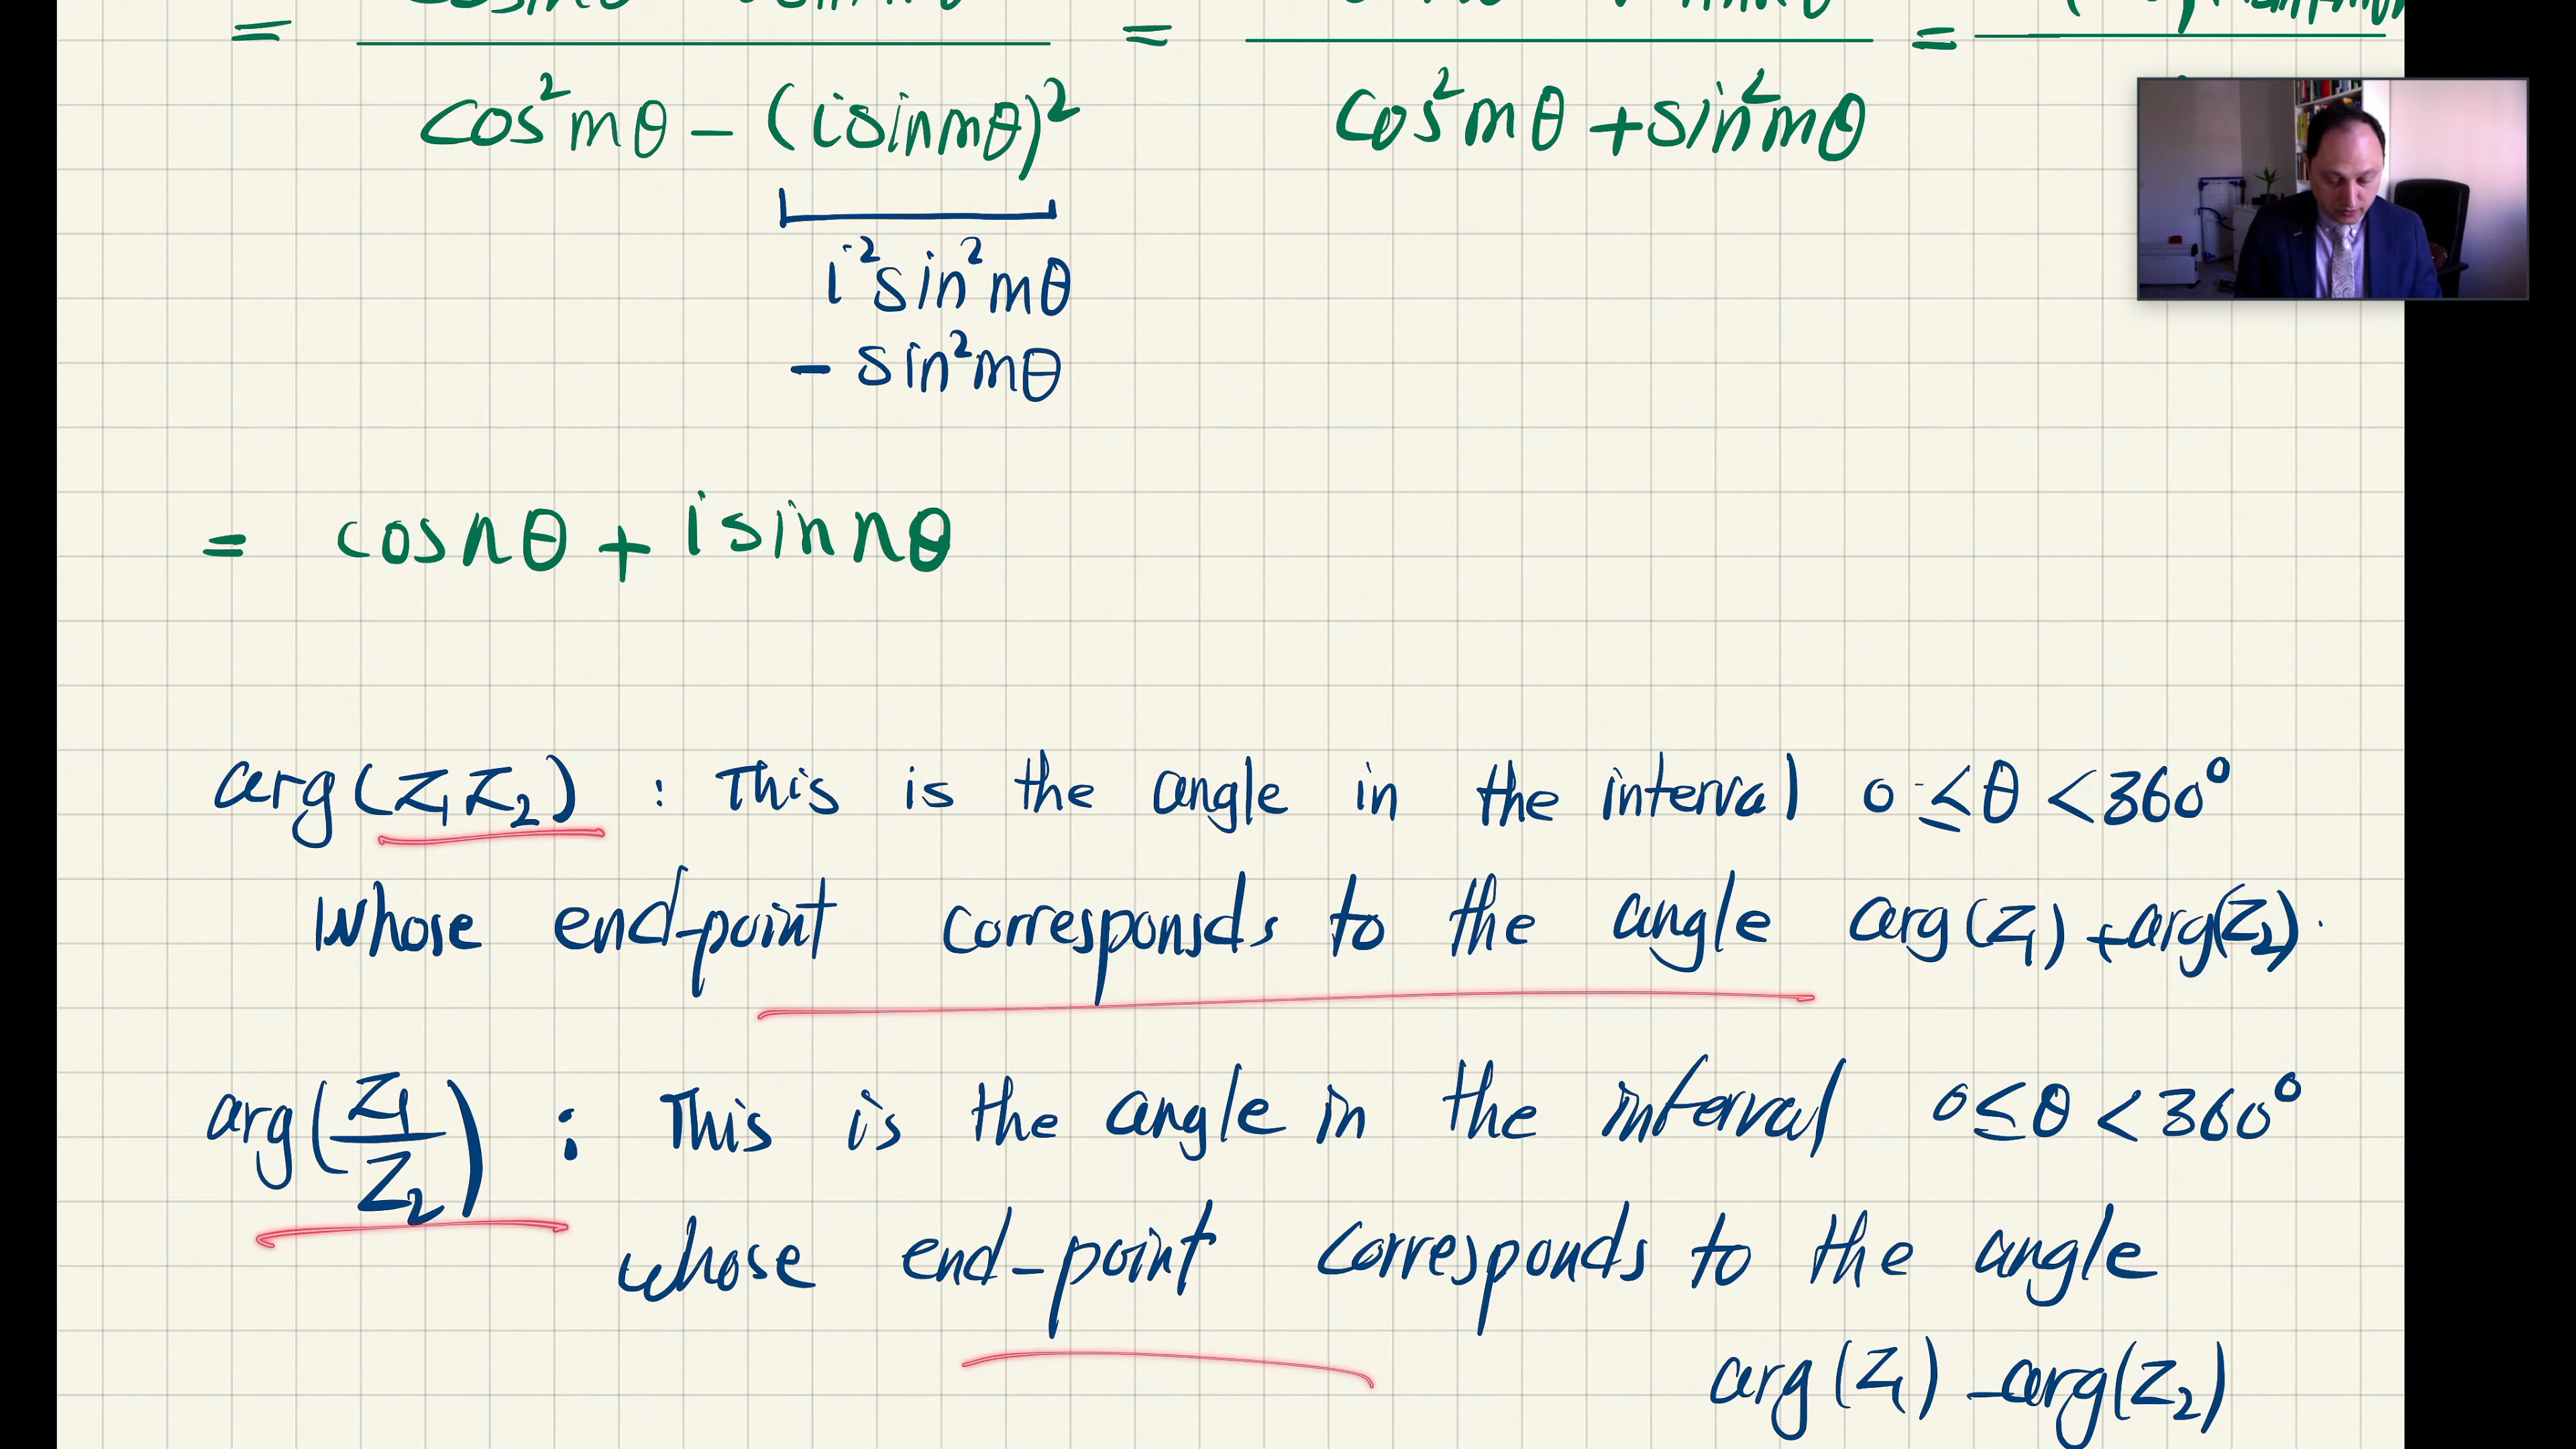 = = =
cos²mθ – (isinmθ)² cos²mθ + sin²mθ
i²sin²mθ
– sin²mθ
= cosnθ + isinnθ
arg(z₁z₂) : This is the angle in the interval 0 ≤ θ < 360°
whose end-point corresponsds to the angle arg(z₁) + arg(z₂).
arg(z₁/z₂) : This is the angle in the interval 0 ≤ θ < 360°
whose end-point corresponds to the angle
arg(z₁) – arg(z₂)